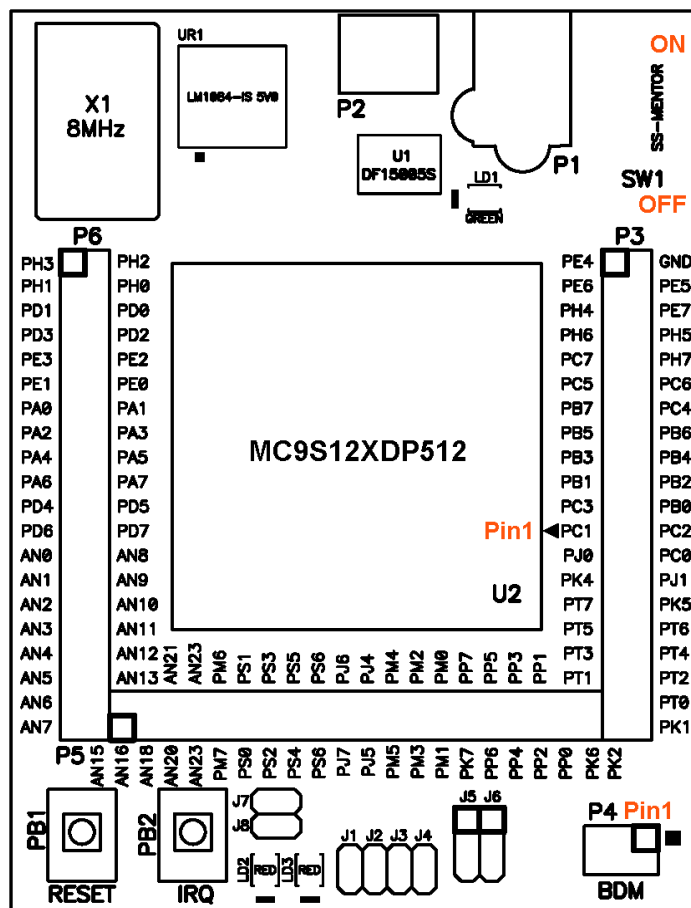 ON
UR1
X1
8MHz
LM1084-IS 5V0
P2
SS-MENTOR
U1
DF1S005S
P1
LD1
SW1
GREEN
OFF
P6
P3
PH3 PH2 PE4 GND
PH1 PH0 PE6 PE5
PD1 PD0 PH4 PE7
PD3 PD2 PH6 PH5
PE3 PE2 PC7 PH7
PE1 PE0 PC5 PC6
PA0 PA1 PB7 PC4
PA2 PA3 PB5 PB6
PA4 PA5 PB3 PB4
PA6 PA7 PB1 PB2
PD4 PD5 PC3 PB0
PD6 PD7 PC1 PC2
AN0 AN8 PJ0 PC0
AN1 AN9 PK4 PJ1
AN2 AN10 PT7 PK5
AN3 AN11 PT5 PT6
AN4 AN12 PT3 PT4
AN5 AN13 PT1 PT2
AN6 PT0
AN7 PK1
MC9S12XDP512
Pin1
U2
AN21 AN23 PM6 PS1 PS3 PS5 PS6 PJ6 PJ4 PM4 PM2 PM0 PP7 PP5 PP3 PP1
P5
AN15 AN16 AN18 AN20 AN23 PM7 PS0 PS2 PS4 PS6 PJ7 PJ5 PM5 PM3 PM1 PK7 PP6 PP4 PP2 PP0 PK6 PK2
PB1
RESET
PB2
IRQ
J7
J8
LD2 RED
LD3 RED
J1 J2 J3 J4
J5 J6
P4 Pin1
BDM